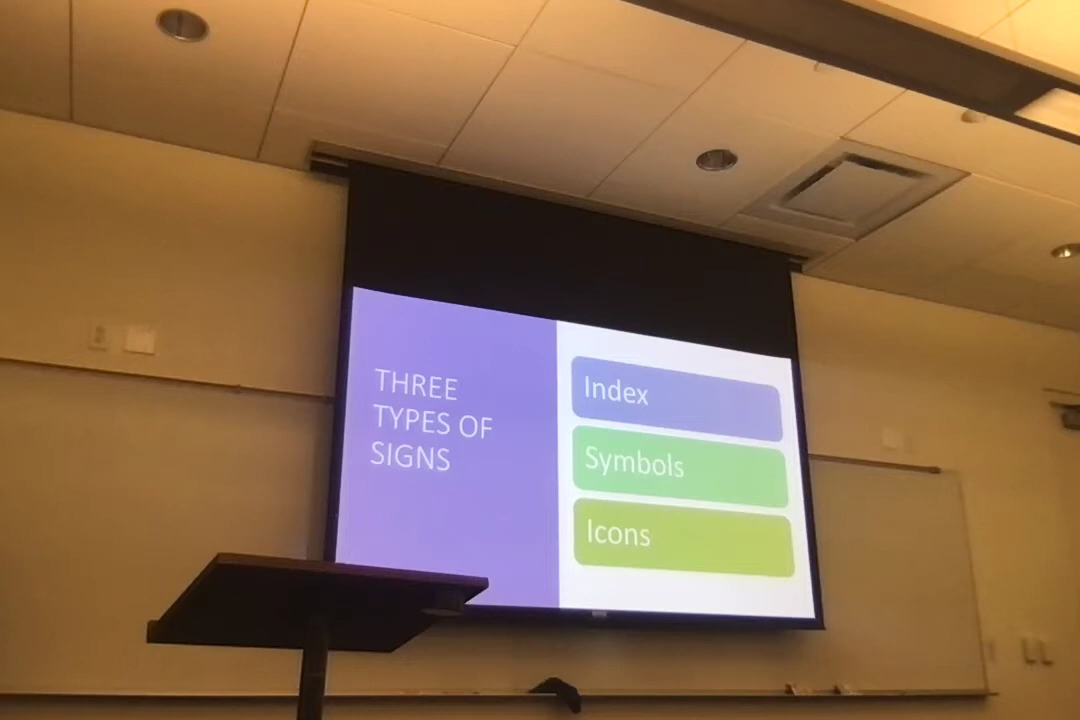 THREE
TYPES OF
SIGNS
Index
Symbols
Icons